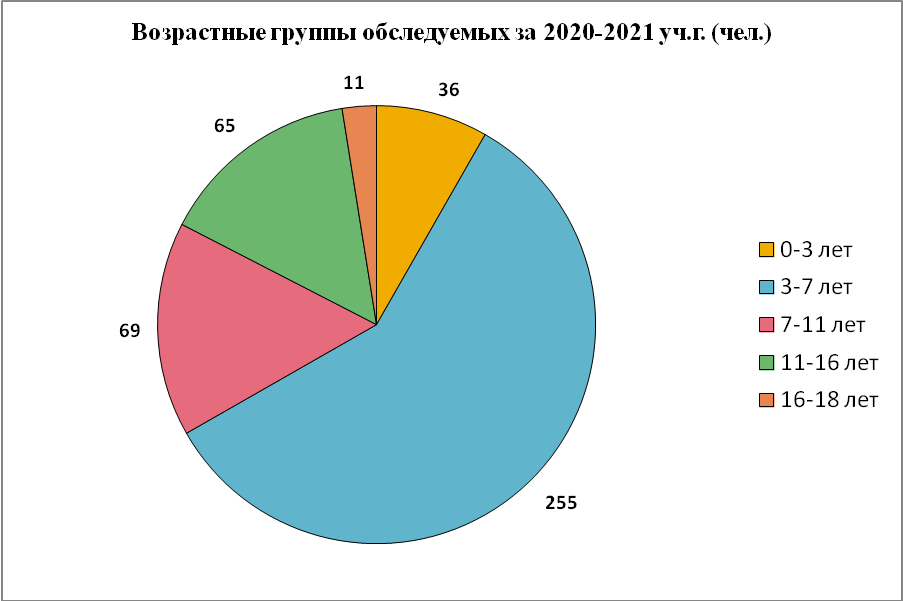 Возрастные группы обследуемых за 2020-2021 уч.г. (чел.)
11
36
65
69
255
0-3 лет
3-7 лет
7-11 лет
11-16 лет
16-18 лет